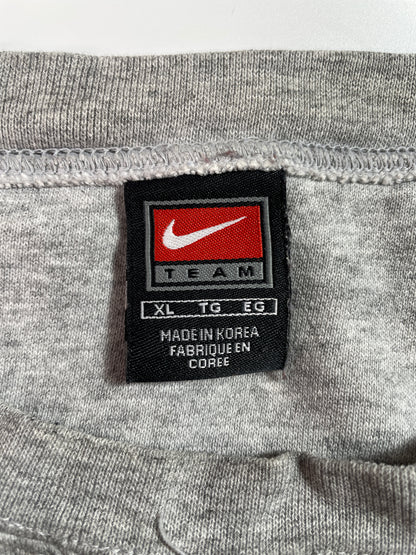 TEAM
XL TG EG
MADE IN KOREA
FABRIQUE EN
COREE